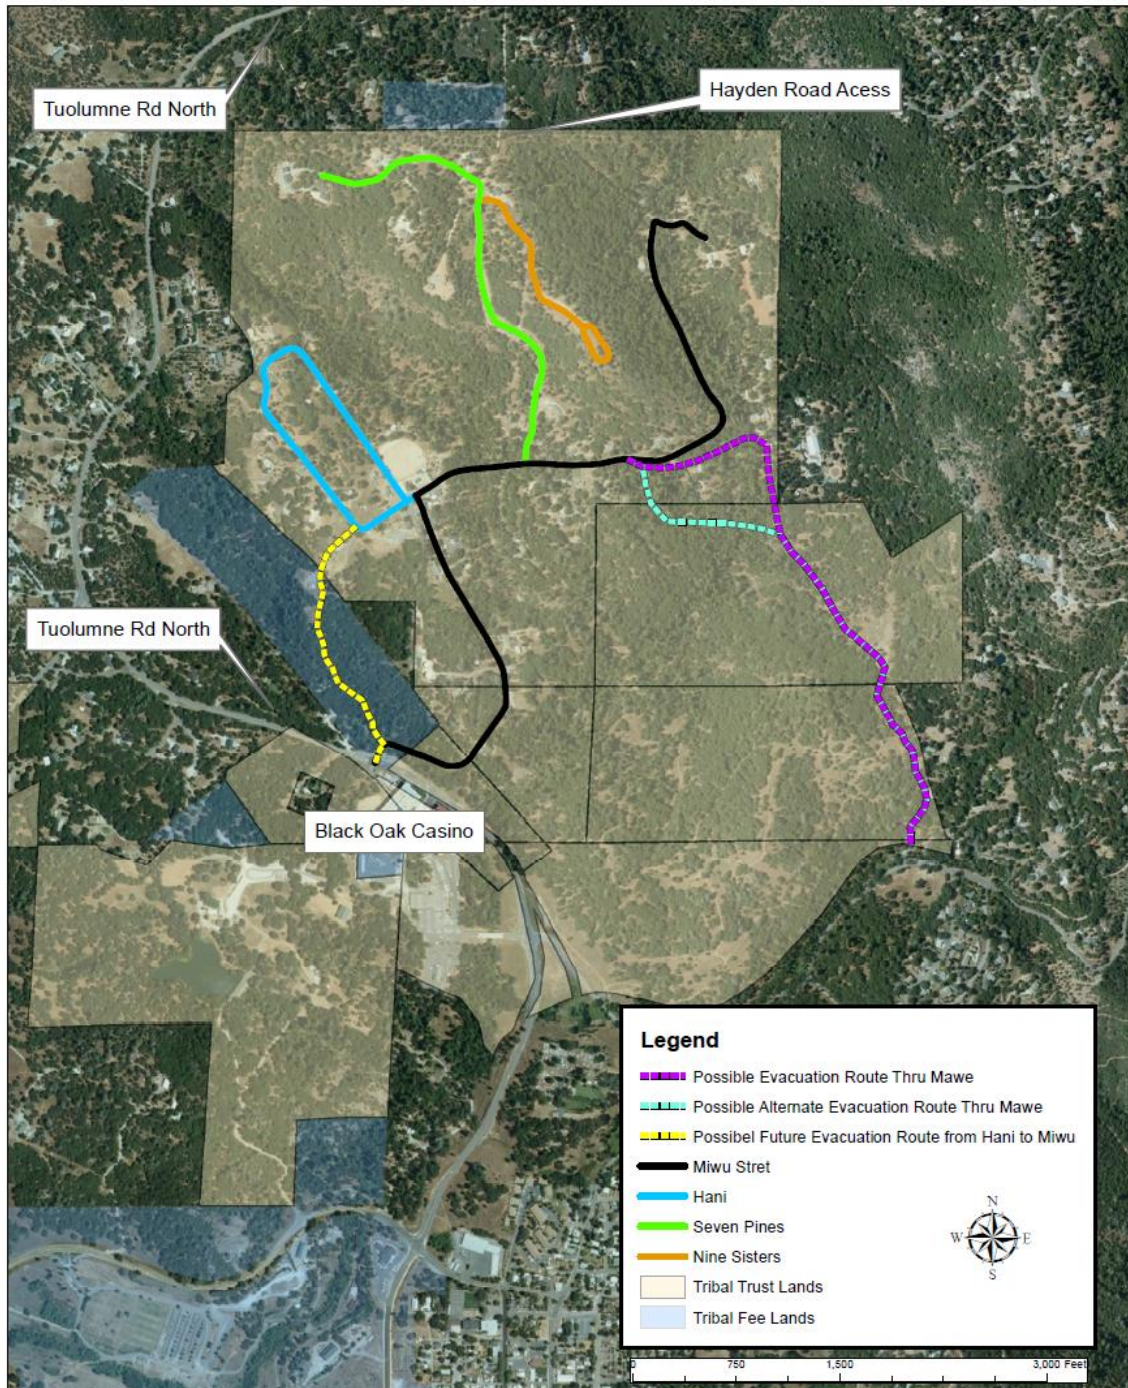 Tuolumne Rd North
Hayden Road Acess
Tuolumne Rd North
Black Oak Casino
Legend
Possible Evacuation Route Thru Mawe
Possible Alternate Evacuation Route Thru Mawe
Possibel Future Evacuation Route from Hani to Miwu
Miwu Stret
Hani
Seven Pines
Nine Sisters
Tribal Trust Lands
Tribal Fee Lands
N
W E
S
0 750 1,500 3,000 Feet